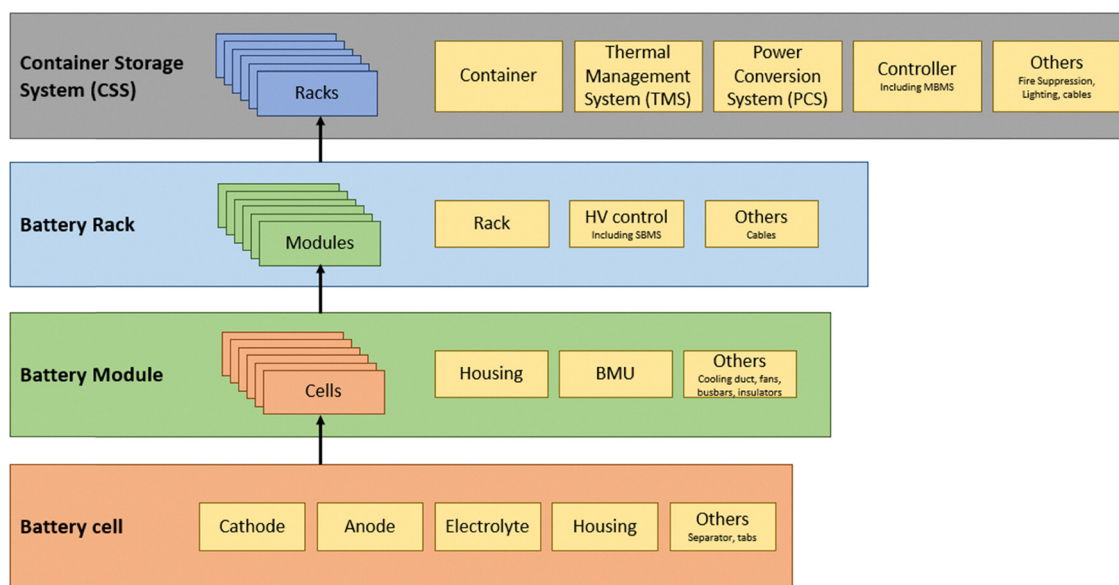 Container Storage
System (CSS)
Racks
Container
Thermal
Management
System (TMS)
Power
Conversion
System (PCS)
Controller
Including MBMS
Others
Fire Suppression,
Lighting, cables
Battery Rack
Modules
Rack
HV control
Including SBMS
Others
Cables
Battery Module
Cells
Housing
BMU
Others
Cooling duct, fans,
busbars, insulators
Battery cell
Cathode
Anode
Electrolyte
Housing
Others
Separator, tabs